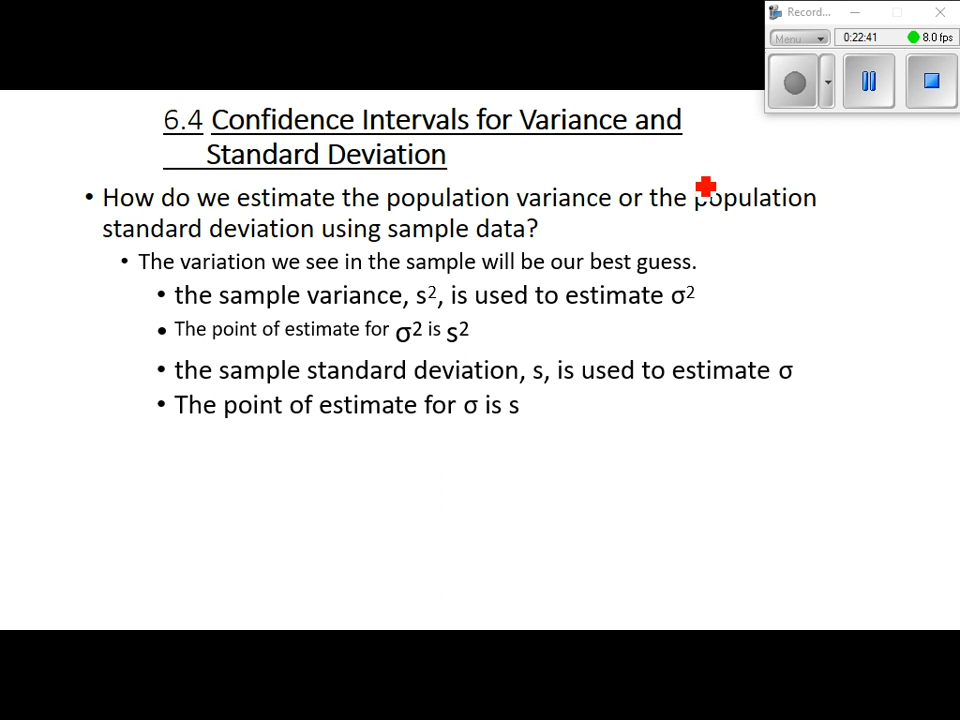 Record...
Menu
0:22:41
8.0 fps
6.4 Confidence Intervals for Variance and
Standard Deviation
• How do we estimate the population variance or the population
standard deviation using sample data?
• The variation we see in the sample will be our best guess.
• the sample variance, s², is used to estimate σ²
• The point of estimate for σ² is s²
• the sample standard deviation, s, is used to estimate σ
• The point of estimate for σ is s